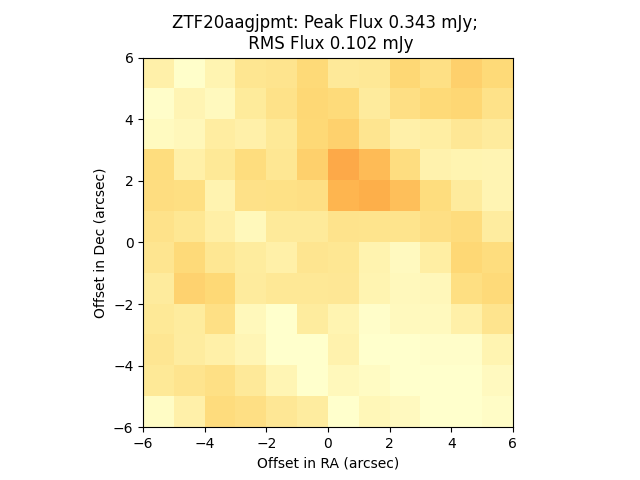 ZTF20aagjpmt: Peak Flux 0.343 mJy;
RMS Flux 0.102 mJy
6
4
2
0
−2
−4
−6
Offset in Dec (arcsec)
−6 −4 −2 0 2 4 6
Offset in RA (arcsec)